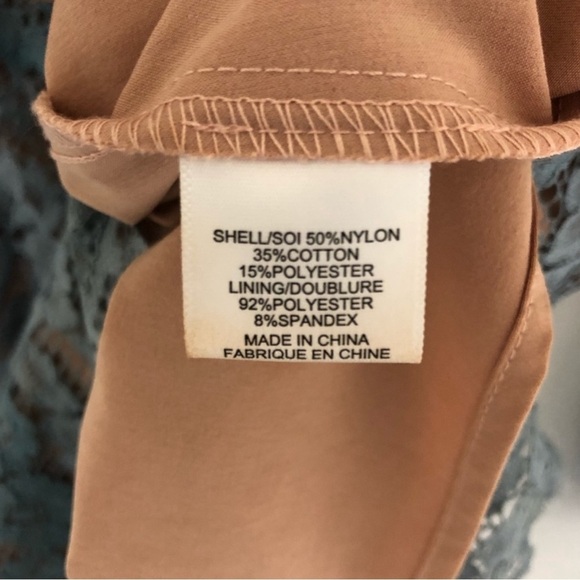 SHELL/SOI 50%NYLON
35%COTTON
15%POLYESTER
LINING/DOUBLURE
92%POLYESTER
8%SPANDEX
MADE IN CHINA
FABRIQUE EN CHINE